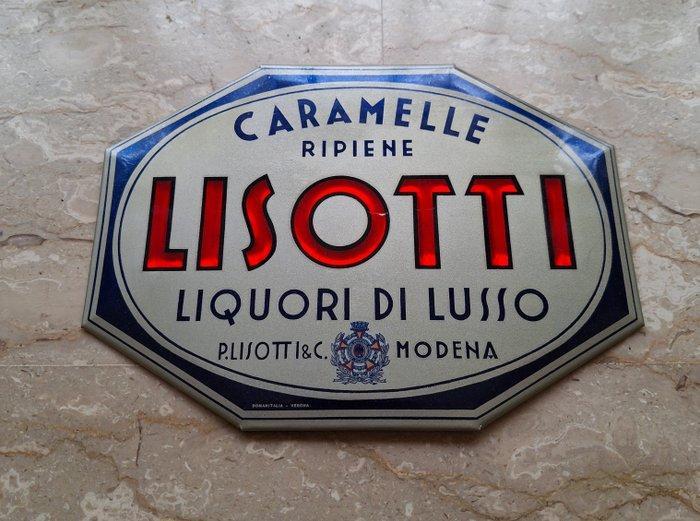 CARAMELLE
RIPIENE
LISOTTI
LIQUORI DI LUSSO
P.LISOTTI&C. MODENA